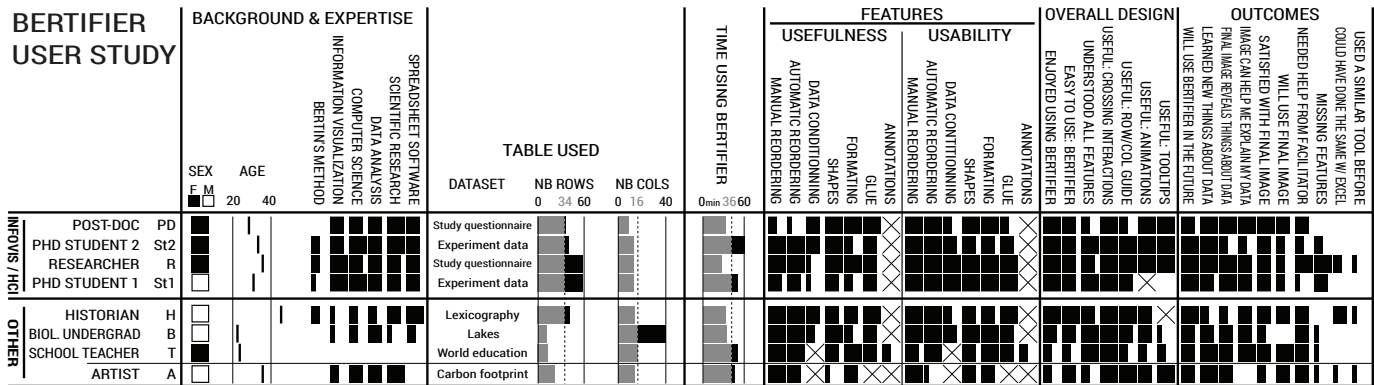 BERTIFIER
USER STUDY
BACKGROUND & EXPERTISE
SEX
F M
AGE
20 40
BERTIN'S METHOD
INFORMATION VISUALIZATION
COMPUTER SCIENCE
DATA ANALYSIS
SCIENTIFIC RESEARCH
SPREADSHEET SOFTWARE
TABLE USED
DATASET
NB ROWS
0 34 60
NB COLS
0 16 40
TIME USING BERTIFIER
0min 36 60
FEATURES
USEFULNESS
MANUAL REORDERING
AUTOMATIC REORDERING
DATA CONDITIONNING
SHAPES
FORMATING
GLUE
ANNOTATIONS
USABILITY
MANUAL REORDERING
AUTOMATIC REORDERING
DATA CONDITIONNING
SHAPES
FORMATING
GLUE
ANNOTATIONS
OVERALL DESIGN
ENJOYED USING BERTIFIER
EASY TO USE: BERTIFIER
UNDERSTOOD ALL FEATURES
USEFUL: CROSSING INTERACTIONS
USEFUL: ROW/COL GUIDE
USEFUL: ANIMATIONS
USEFUL: TOOLTIPS
OUTCOMES
WILL USE BERTIFIER IN THE FUTURE
LEARNED NEW THINGS ABOUT DATA
FINAL IMAGE REVEALS THINGS ABOUT DATA
IMAGE CAN HELP ME EXPLAIN MY DATA
SATISFIED WITH FINAL IMAGE
WILL USE FINAL IMAGE
NEEDED HELP FROM FACILITATOR
MISSING FEATURES
COULD HAVE DONE THE SAME W/ EXCEL
USED A SIMILAR TOOL BEFORE
INFOVIS / HCI
POST-DOC PD Study questionnaire
PHD STUDENT 2 St2 Experiment data
RESEARCHER R Study questionnaire
PHD STUDENT 1 St1 Experiment data
OTHER
HISTORIAN H Lexicography
BIOL. UNDERGRAD B Lakes
SCHOOL TEACHER T World education
ARTIST A Carbon footprint